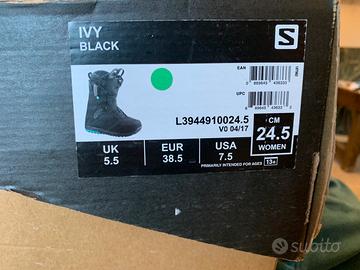 IVY
BLACK
S
EAN
UPC
L3944910024.5
V0 04/17
CM
24.5
WOMEN
UK
5.5
EUR
38.5
USA
7.5
PRIMARILY INTENDED FOR AGES 13+
subito